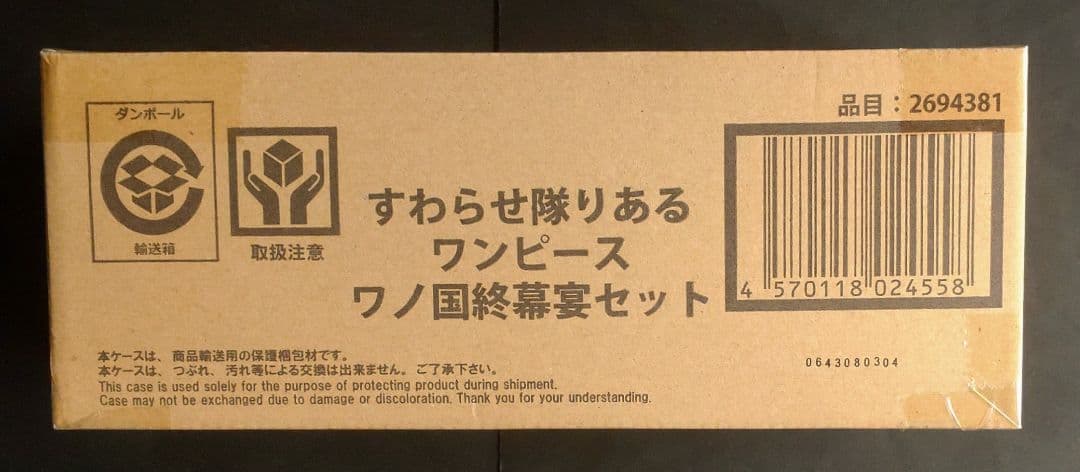 ダンボール
輸送箱
取扱注意
すわらせ隊りある
ワンピース
ワノ国終幕宴セット
品目：2694381
4 570118 024558
本ケースは、商品輸送用の保護梱包材です。
本ケースは、つぶれ、汚れ等による交換は出来ません。ご了承下さい。
This case is used solely for the purpose of protecting product during shipment.
Case may not be exchanged due to damage or discoloration. Thank you for your understanding.
0643080304